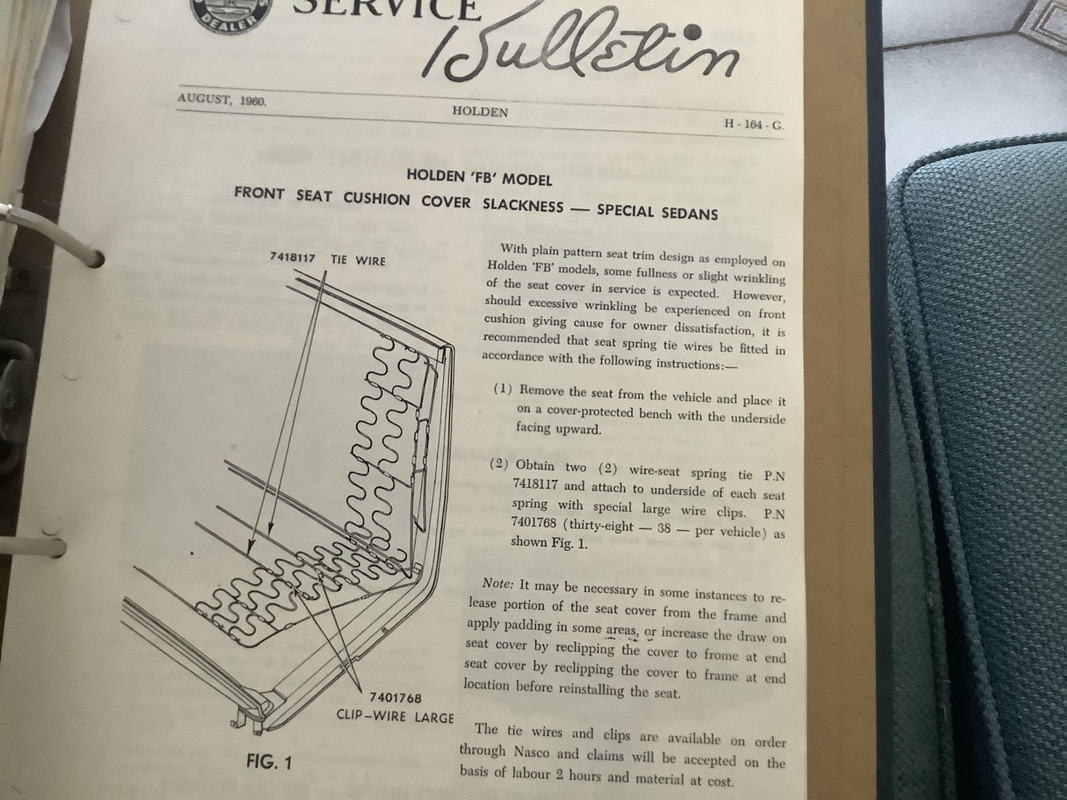 DEALER
SERVICE
Bulletin
AUGUST, 1960.
HOLDEN
H - 164 - G.
HOLDEN 'FB' MODEL
FRONT SEAT CUSHION COVER SLACKNESS — SPECIAL SEDANS
7418117 TIE WIRE
7401768
CLIP-WIRE LARGE
FIG. 1
With plain pattern seat trim design as employed on
Holden 'FB' models, some fullness or slight wrinkling
of the seat cover in service is expected. However,
should excessive wrinkling be experienced on front
cushion giving cause for owner dissatisfaction, it is
recommended that seat spring tie wires be fitted in
accordance with the following instructions:—
(1) Remove the seat from the vehicle and place it
on a cover-protected bench with the underside
facing upward.
(2) Obtain two (2) wire-seat spring tie P.N
7418117 and attach to underside of each seat
spring with special large wire clips. P.N
7401768 (thirty-eight — 38 — per vehicle) as
shown Fig. 1.
Note: It may be necessary in some instances to re-
lease portion of the seat cover from the frame and
apply padding in some areas, or increase the draw on
seat cover by reclipping the cover to frome at end
seat cover by reclipping the cover to frame at end
location before reinstalling the seat.
The tie wires and clips are available on order
through Nasco and claims will be accepted on the
basis of labour 2 hours and material at cost.